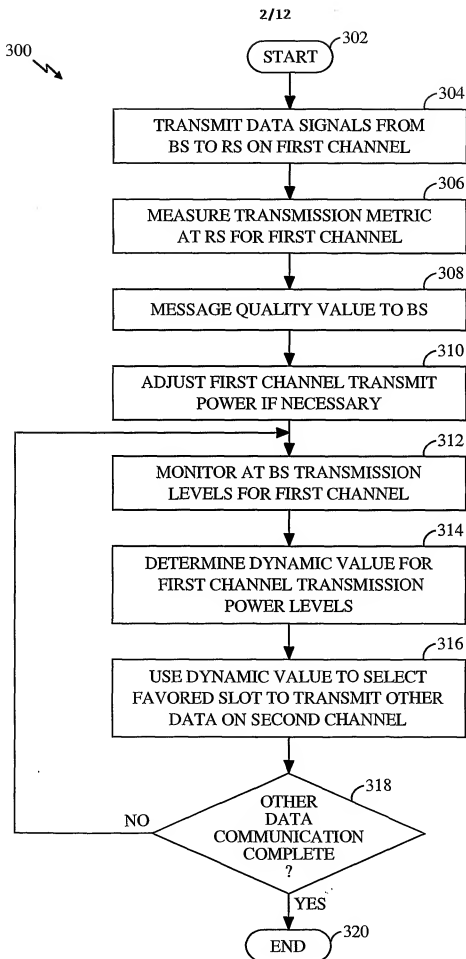 2/12
300
302
START
304
TRANSMIT DATA SIGNALS FROM
BS TO RS ON FIRST CHANNEL
306
MEASURE TRANSMISSION METRIC
AT RS FOR FIRST CHANNEL
308
MESSAGE QUALITY VALUE TO BS
310
ADJUST FIRST CHANNEL TRANSMIT
POWER IF NECESSARY
312
MONITOR AT BS TRANSMISSION
LEVELS FOR FIRST CHANNEL
314
DETERMINE DYNAMIC VALUE FOR
FIRST CHANNEL TRANSMISSION
POWER LEVELS
316
USE DYNAMIC VALUE TO SELECT
FAVORED SLOT TO TRANSMIT OTHER
DATA ON SECOND CHANNEL
318
OTHER
DATA
COMMUNICATION
COMPLETE
?
NO
YES
320
END